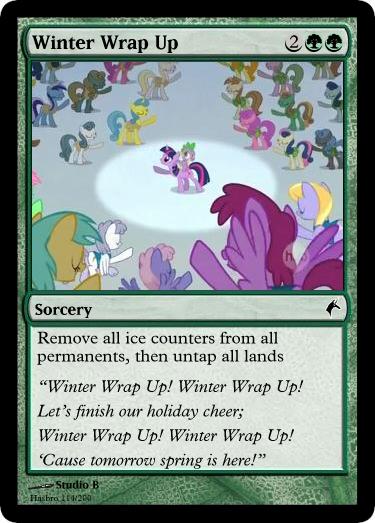 Winter Wrap Up 2
Sorcery
Remove all ice counters from all
permanents, then untap all lands
“Winter Wrap Up! Winter Wrap Up!
Let's finish our holiday cheer;
Winter Wrap Up! Winter Wrap Up!
‘Cause tomorrow spring is here!”
Studio B
Hasbro 114/200